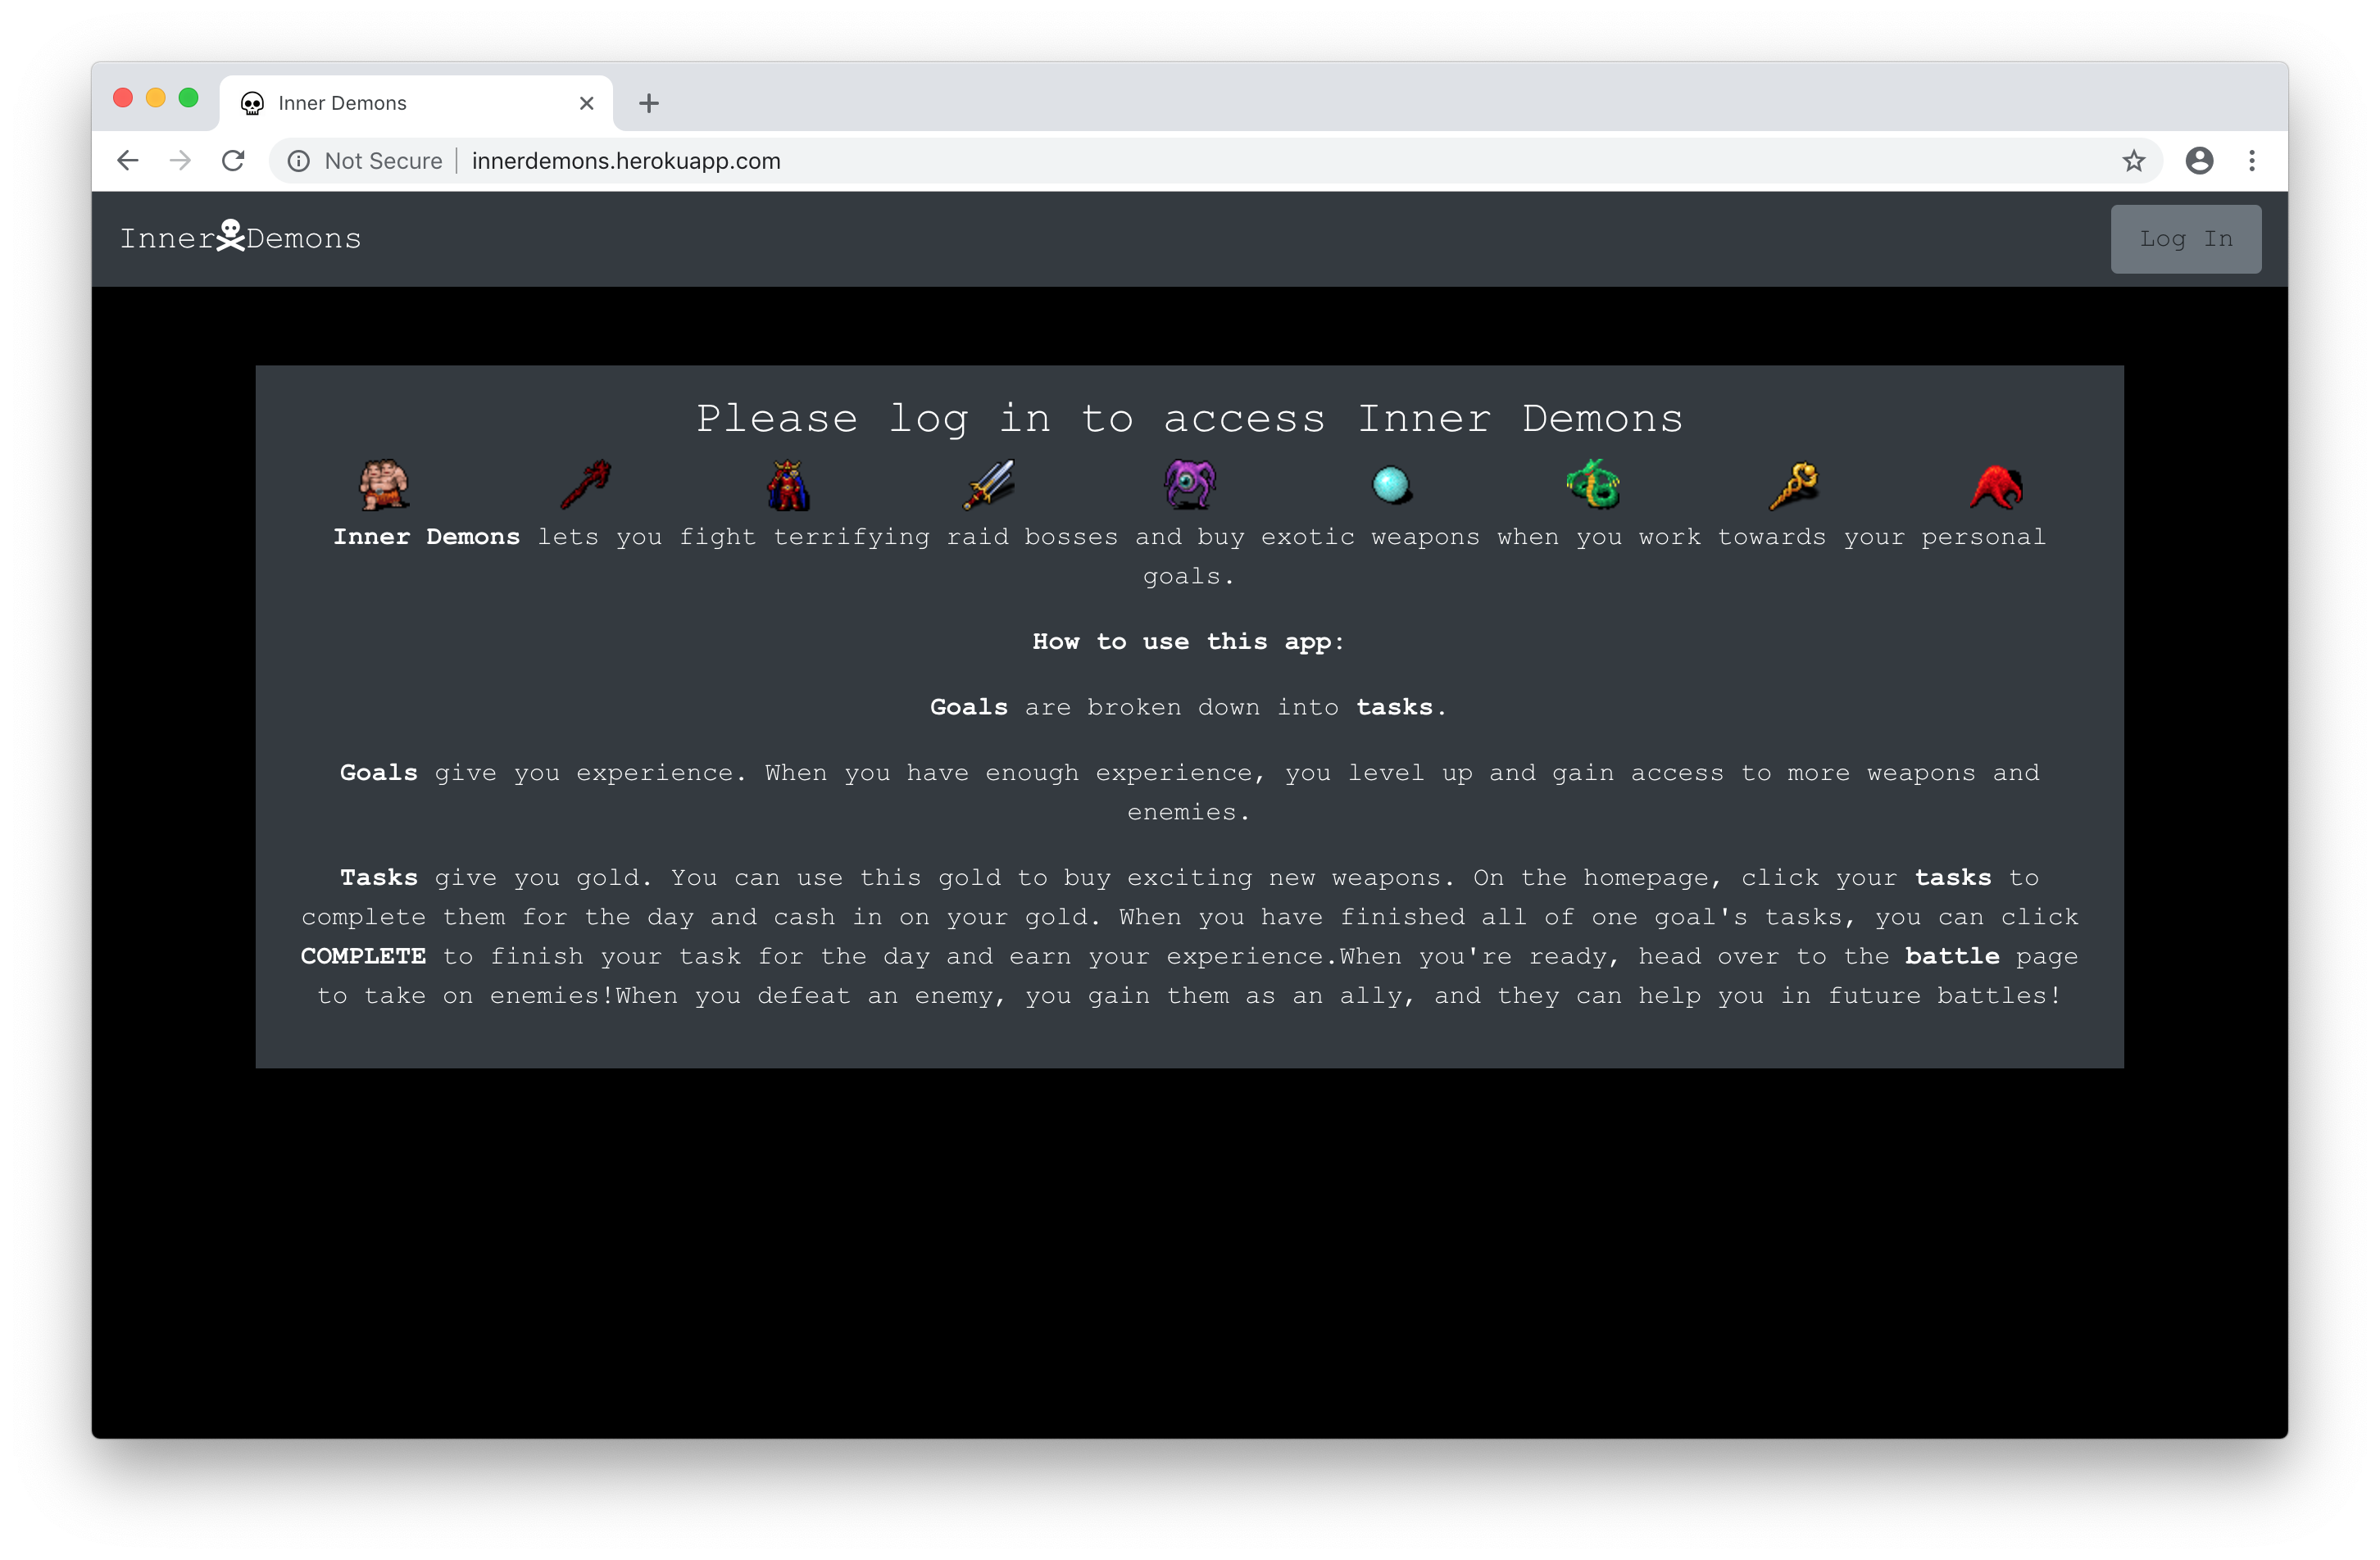 Inner Demons
Not Secure innerdemons.herokuapp.com
Inner Demons
Log In
Please log in to access Inner Demons
Inner Demons lets you fight terrifying raid bosses and buy exotic weapons when you work towards your personal
goals.
How to use this app:
Goals are broken down into tasks.
Goals give you experience. When you have enough experience, you level up and gain access to more weapons and
enemies.
Tasks give you gold. You can use this gold to buy exciting new weapons. On the homepage, click your tasks to
complete them for the day and cash in on your gold. When you have finished all of one goal's tasks, you can click
COMPLETE to finish your task for the day and earn your experience.When you're ready, head over to the battle page
to take on enemies!When you defeat an enemy, you gain them as an ally, and they can help you in future battles!